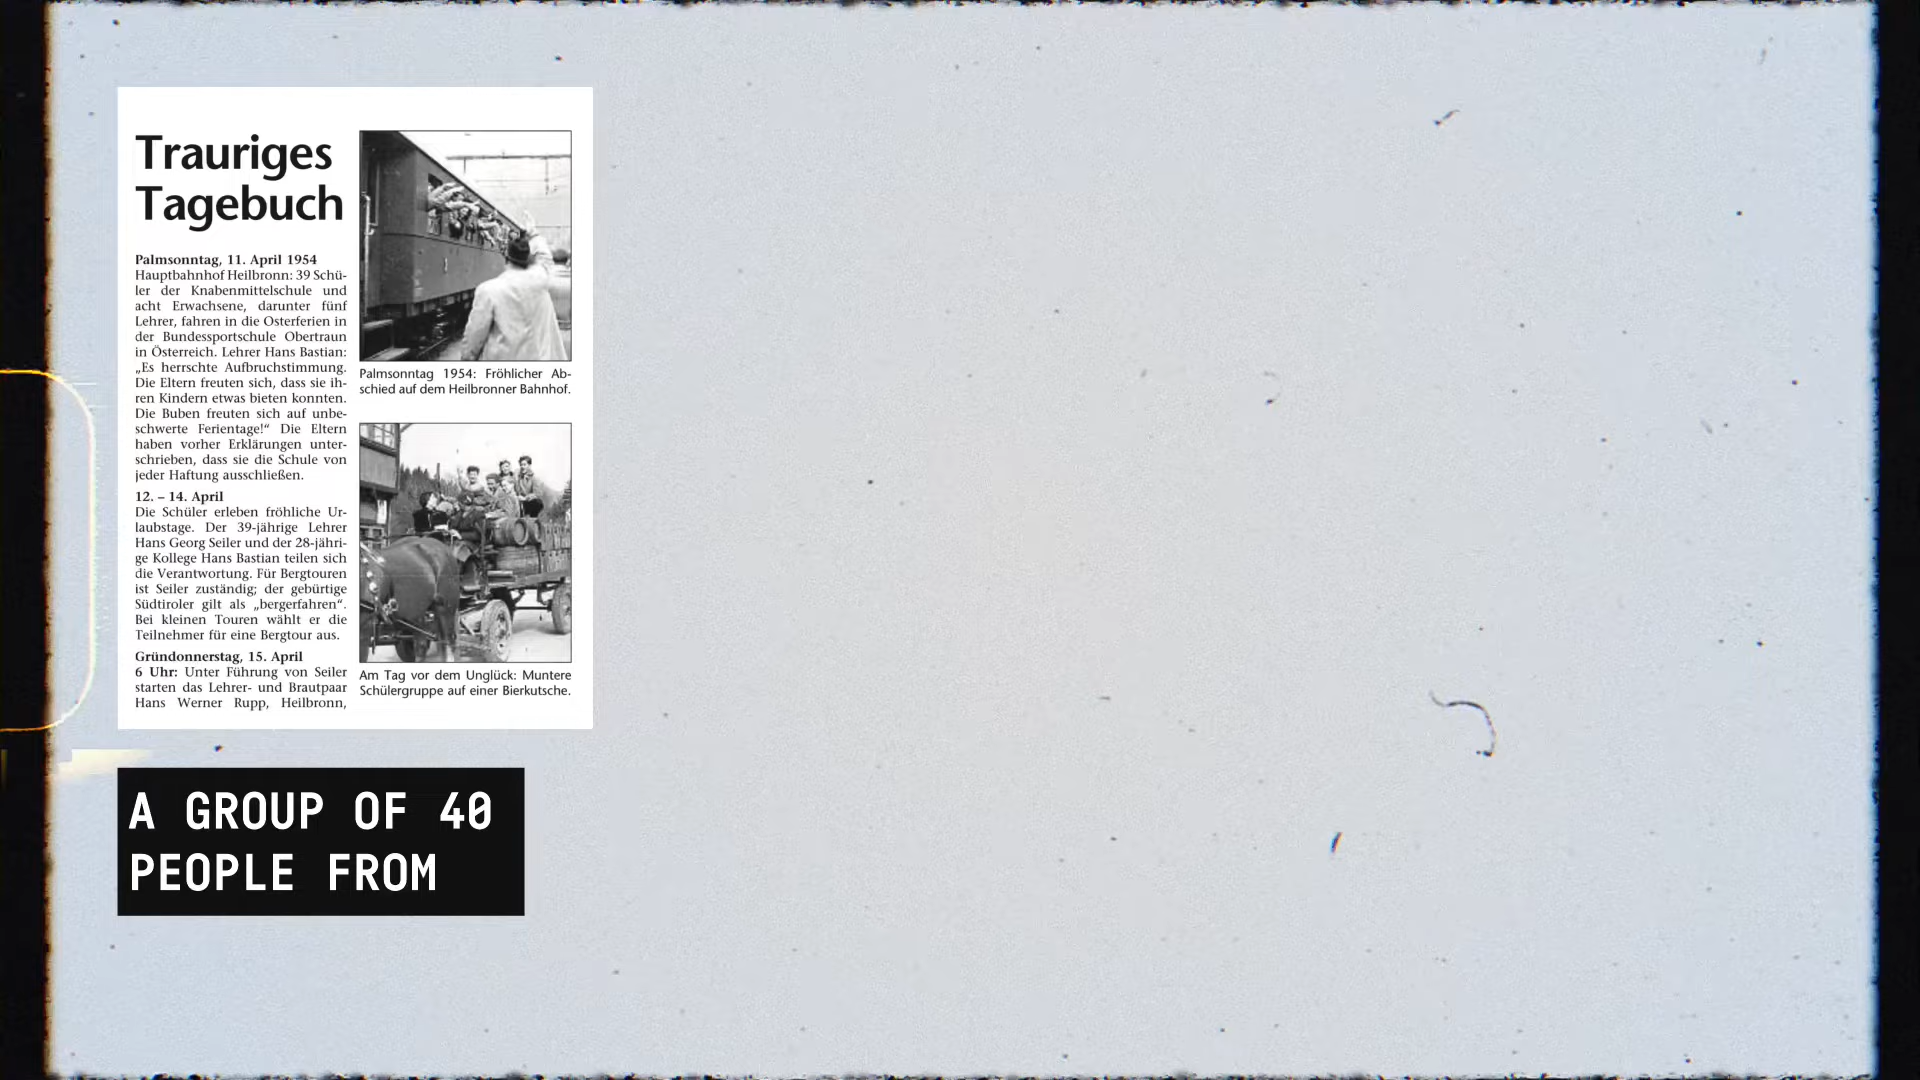 Trauriges
Tagebuch
Palmsonntag, 11. April 1954
Hauptbahnhof Heilbronn: 39 Schü-
ler der Knabenmittelschule und
acht Erwachsene, darunter fünf
Lehrer, fahren in die Osterferien in
der Bundessportschule Obertraun
in Österreich. Lehrer Hans Bastian:
„Es herrschte Aufbruchstimmung.
Die Eltern freuten sich, dass sie ih-
ren Kindern etwas bieten konnten.
Die Buben freuten sich auf unbe-
schwerte Ferientage!“ Die Eltern
haben vorher Erklärungen unter-
schrieben, dass sie die Schule von
jeder Haftung ausschließen.
12. – 14. April
Die Schüler erleben fröhliche Ur-
laubstage. Der 39-jährige Lehrer
Hans Georg Seiler und der 28-jähri-
ge Kollege Hans Bastian teilen sich
die Verantwortung. Für Bergtouren
ist Seiler zuständig; der gebürtige
Südtiroler gilt als „bergerfahren“.
Bei kleinen Touren wählt er die
Teilnehmer für eine Bergtour aus.
Gründonnerstag, 15. April
6 Uhr: Unter Führung von Seiler
starten das Lehrer- und Brautpaar
Hans Werner Rupp, Heilbronn,
Palmsonntag 1954: Fröhlicher Ab-
schied auf dem Heilbronner Bahnhof.
Am Tag vor dem Unglück: Muntere
Schülergruppe auf einer Bierkutsche.
A GROUP OF 40
PEOPLE FROM